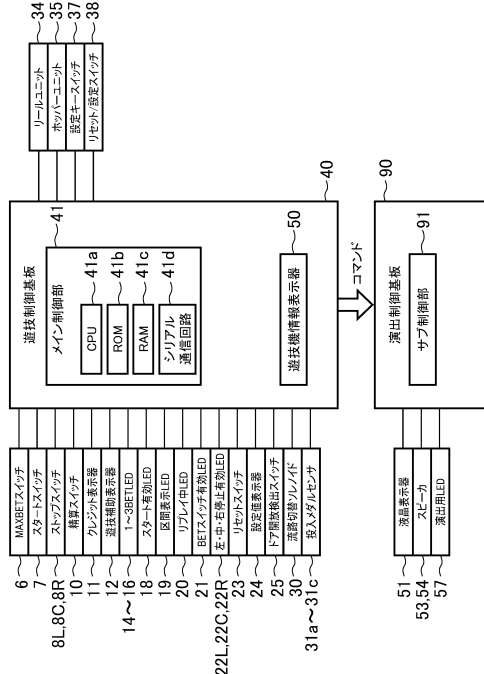 34
リールユニット
35
ホッパーユニット
37
設定キースイッチ
38
リセット/設定スイッチ
40
遊技制御基板
41
メイン制御部
41a
CPU
41b
ROM
41c
RAM
41d
シリアル
通信回路
50
遊技機情報表示器
コマンド
90
演出制御基板
91
サブ制御部
6
MAXBETスイッチ
7
スタートスイッチ
8L,8C,8R
ストップスイッチ
10
精算スイッチ
11
クレジット表示器
12
遊技補助表示器
14～16
1～3BETLED
18
スタート有効LED
19
区間表示LED
20
リプレイ中LED
21
BETスイッチ有効LED
22L,22C,22R
左・中・右停止有効LED
23
リセットスイッチ
24
設定値表示器
25
ドア開放検出スイッチ
30
流路切替ソレノイド
31a～31c
投入メダルセンサ
51
液晶表示器
53,54
スピーカ
57
演出用LED